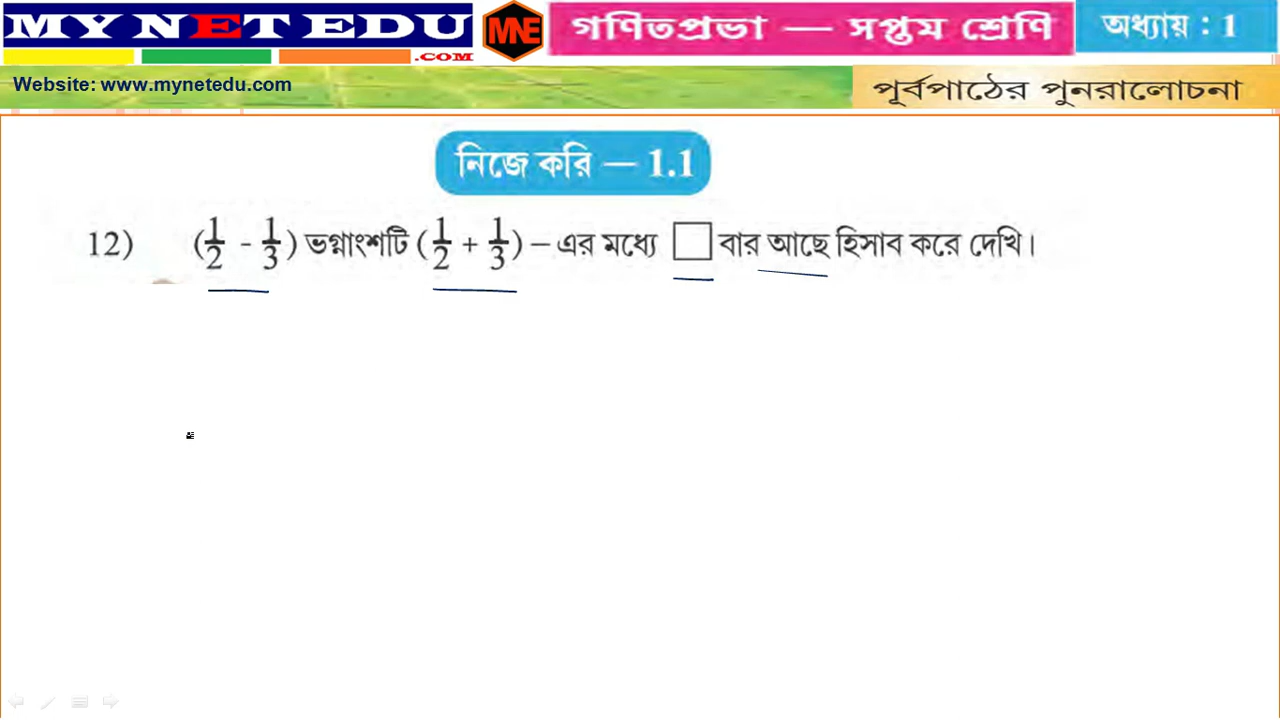 MYNETEDU
.COM
MNE
গণিতপ্রভা — সপ্তম শ্রেণি
অধ্যায় : 1
Website: www.mynetedu.com
পূর্বপাঠের পুনরালোচনা
নিজে করি — 1.1
12) (1/2 - 1/3) ভগ্নাংশটি (1/2 + 1/3) – এর মধ্যে □ বার আছে হিসাব করে দেখি।